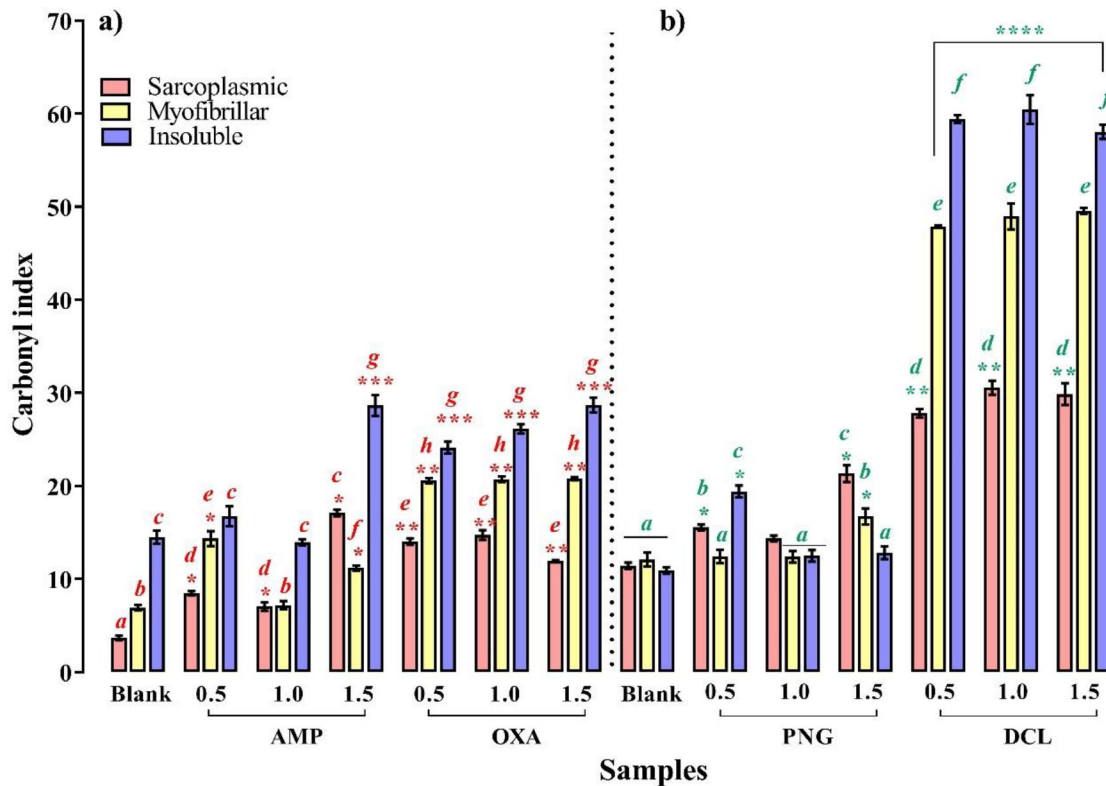 70
a)
b)
****
Sarcoplasmic
Myofibrillar
Insoluble
f
f
60
e
e
e
50
Carbonyl index
40
d
**
d
**
d
**
30
g
***
g
***
g
***
g
***
h
**
h
**
h
**
20
c
*
c
*
c
*
b
*
b
*
c
c
c
e
*
e
**
e
**
e
**
f
*
a
a
a
a
10
d
*
d
*
b
b
a
0
Blank 0.5 1.0 1.5 0.5 1.0 1.5 Blank 0.5 1.0 1.5 0.5 1.0 1.5
AMP OXA PNG DCL
Samples